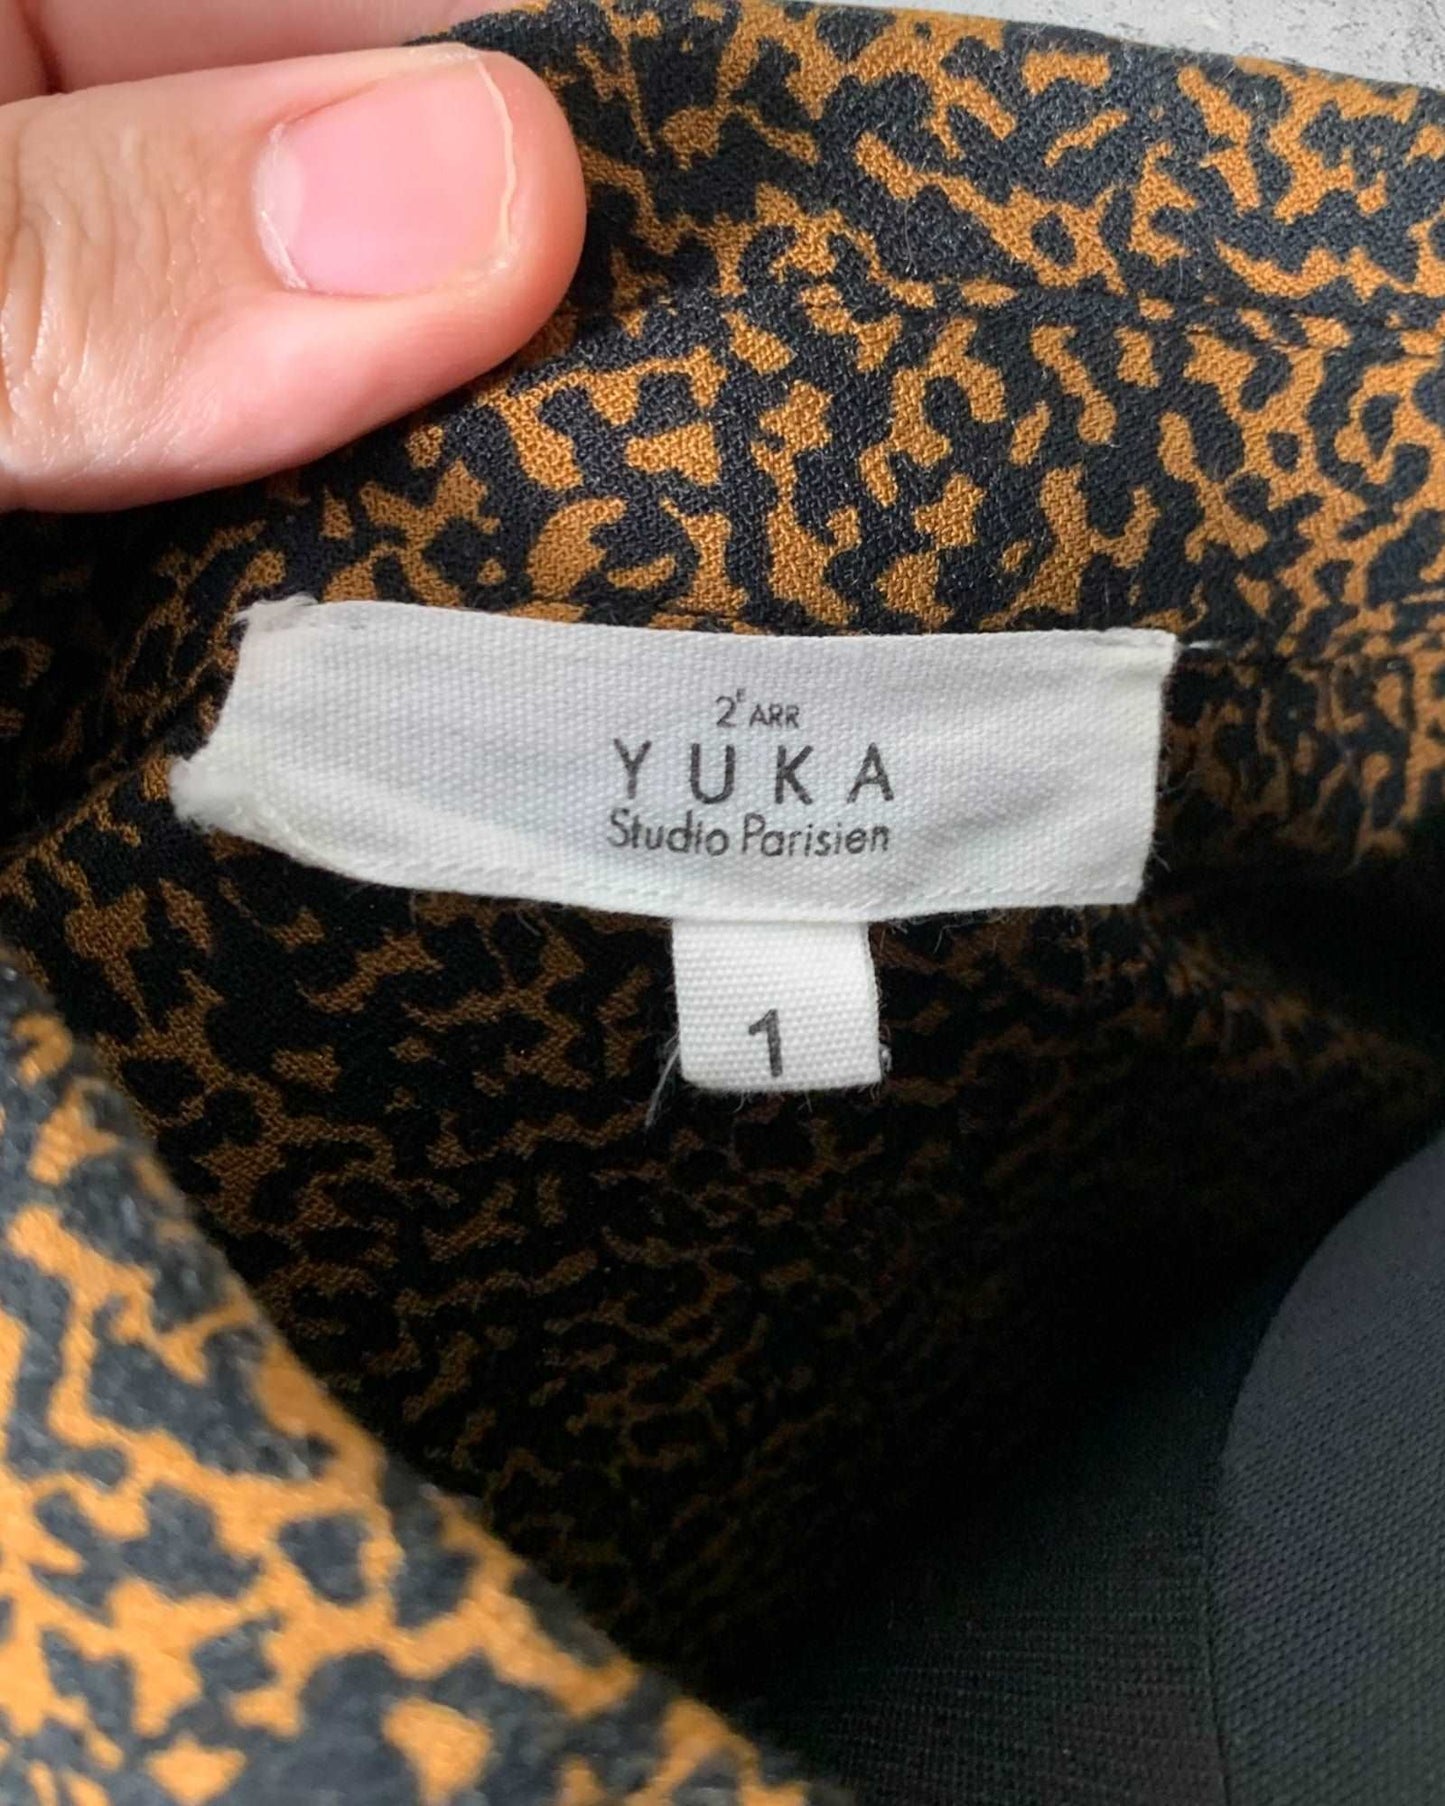 2ᵉ ARR
YUKA
Studio Parisien
1